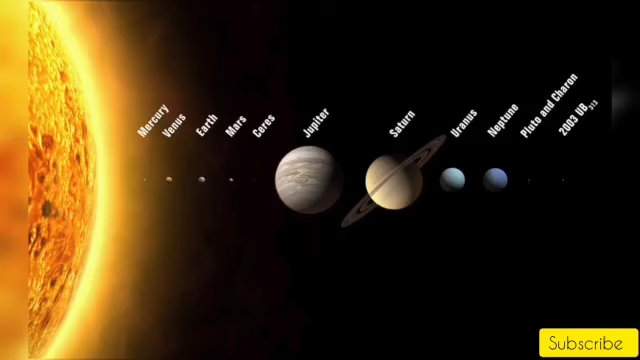 Mercury
Venus
Earth
Mars
Ceres
Jupiter
Saturn
Uranus
Neptune
Pluto and Charon
2003 UB₃₁₃
Subscribe